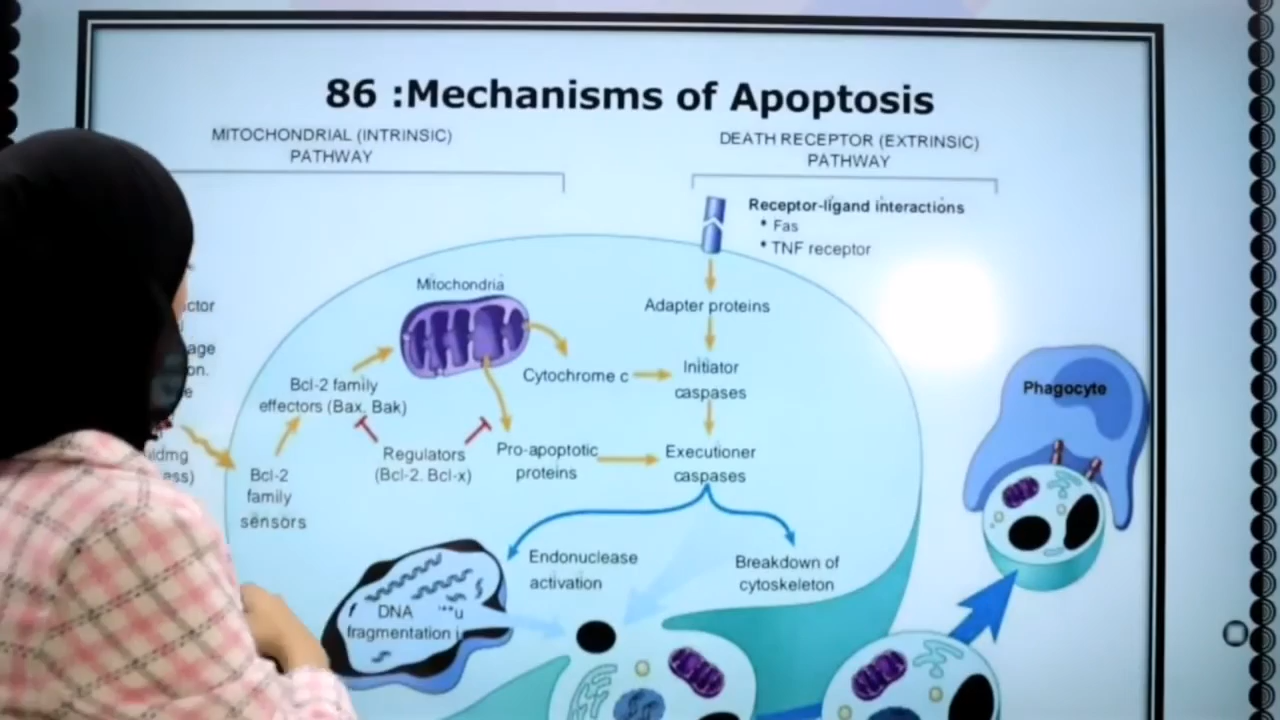 86 :Mechanisms of Apoptosis
MITOCHONDRIAL (INTRINSIC)
PATHWAY
DEATH RECEPTOR (EXTRINSIC)
PATHWAY
Receptor-ligand interactions
* Fas
* TNF receptor
Mitochondria
Adapter proteins
Cytochrome c
Initiator
caspases
Bcl-2 family
effectors (Bax, Bak)
Regulators
(Bcl-2. Bcl-x)
Pro-apoptotic
proteins
Executioner
caspases
Bcl-2
family
sensors
Endonuclease
activation
Breakdown of
cytoskeleton
DNA
fragmentation
Phagocyte